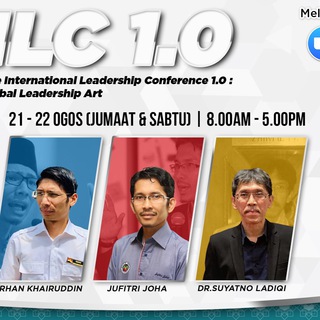 Mel
ILC 1.0
International Leadership Conference 1.0 :
bal Leadership Art
21 - 22 OGOS (JUMAAT & SABTU) | 8.00AM - 5.00PM
RHAN KHAIRUDDIN
JUFITRI JOHA
DR.SUYATNO LADIQI